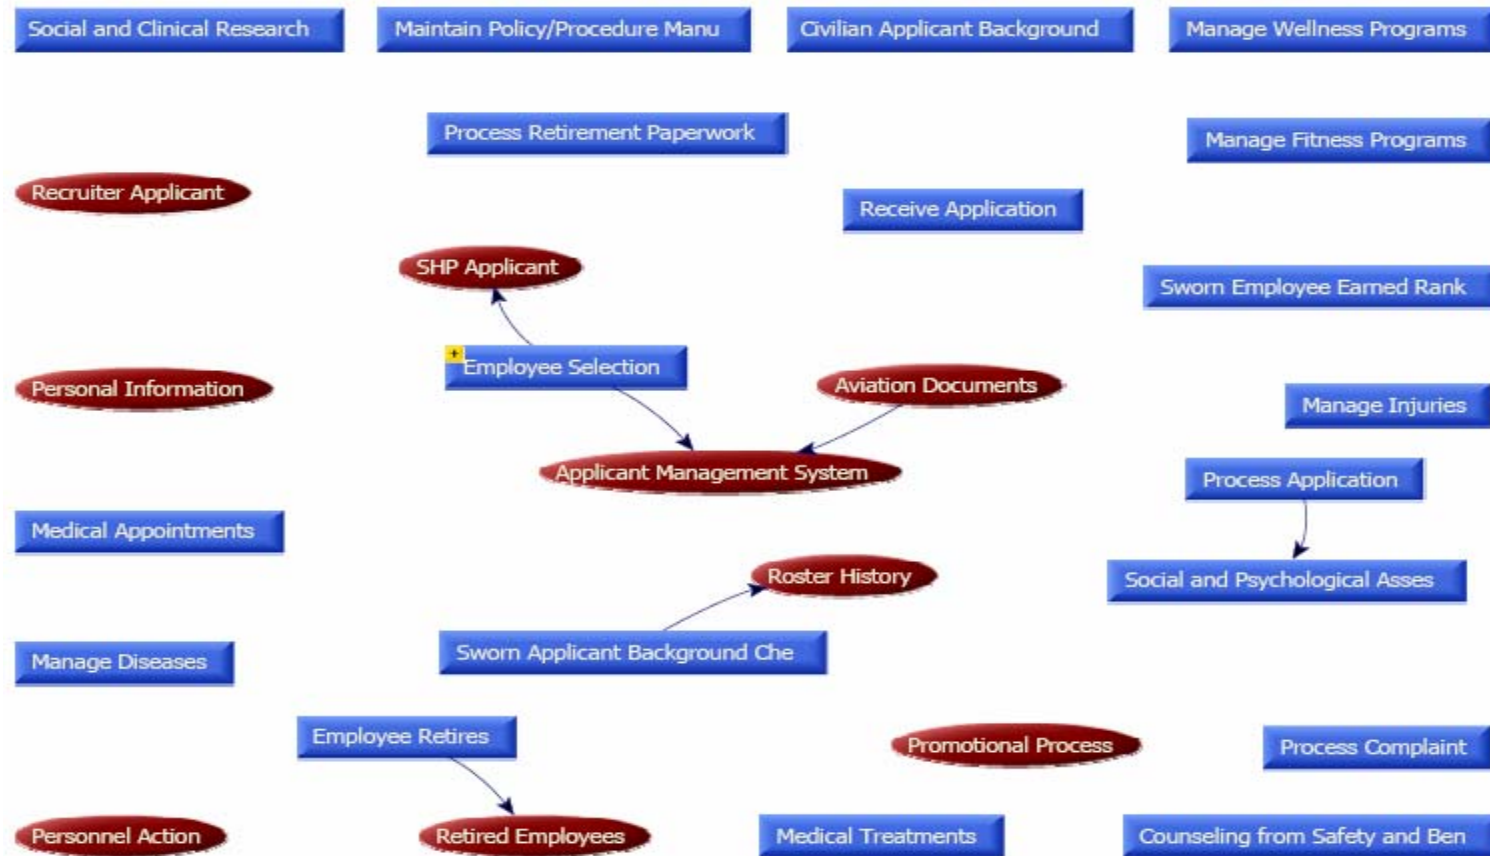 Social and Clinical Research
Maintain Policy/Procedure Manu
Civilian Applicant Background
Manage Wellness Programs
Process Retirement Paperwork
Manage Fitness Programs
Recruiter Applicant
Receive Application
SHP Applicant
Sworn Employee Earned Rank
+
Employee Selection
Personal Information
Aviation Documents
Manage Injuries
Applicant Management System
Process Application
Medical Appointments
Roster History
Social and Psychological Asses
Sworn Applicant Background Che
Manage Diseases
Employee Retires
Promotional Process
Process Complaint
Personnel Action
Retired Employees
Medical Treatments
Counseling from Safety and Ben